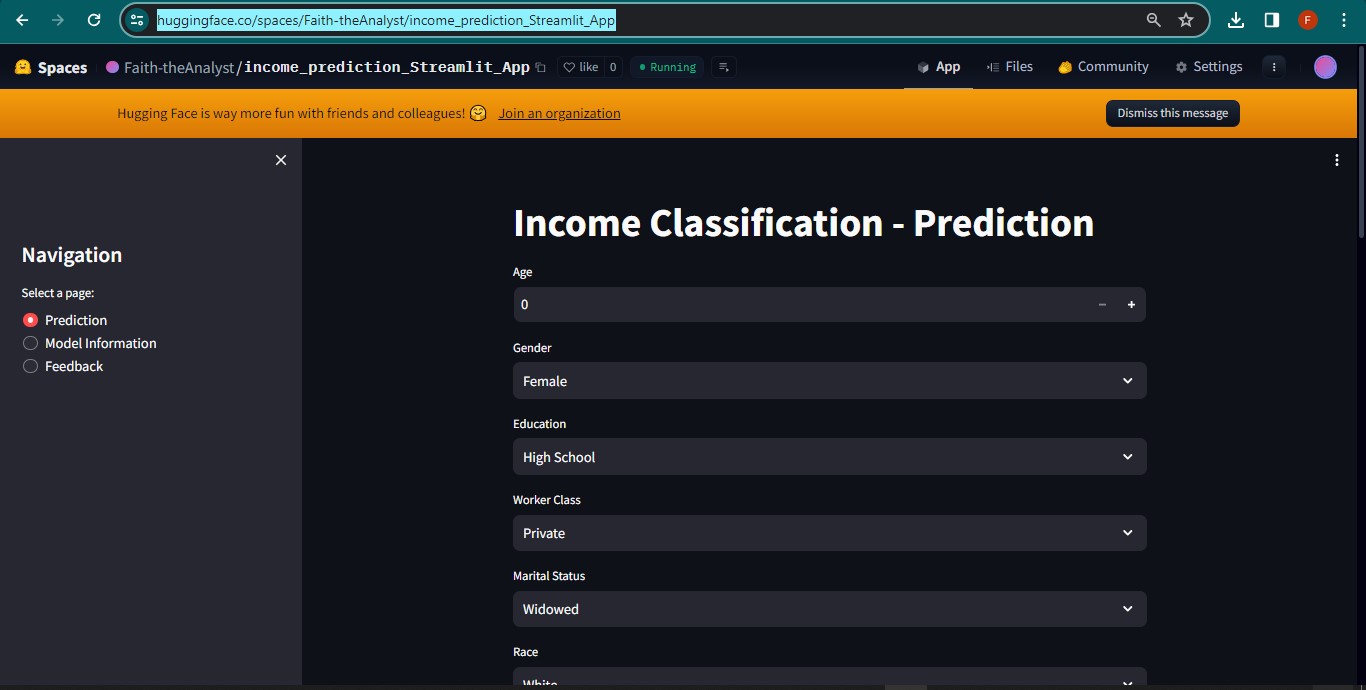 huggingface.co/spaces/Faith-theAnalyst/income_prediction_Streamlit_App
F
Spaces Faith-theAnalyst/income_prediction_Streamlit_App like 0 Running App Files Community Settings
Hugging Face is way more fun with friends and colleagues! 🤗 Join an organization Dismiss this message
Navigation
Select a page:
Prediction
Model Information
Feedback
Income Classification - Prediction
Age
0
Gender
Female
Education
High School
Worker Class
Private
Marital Status
Widowed
Race
White